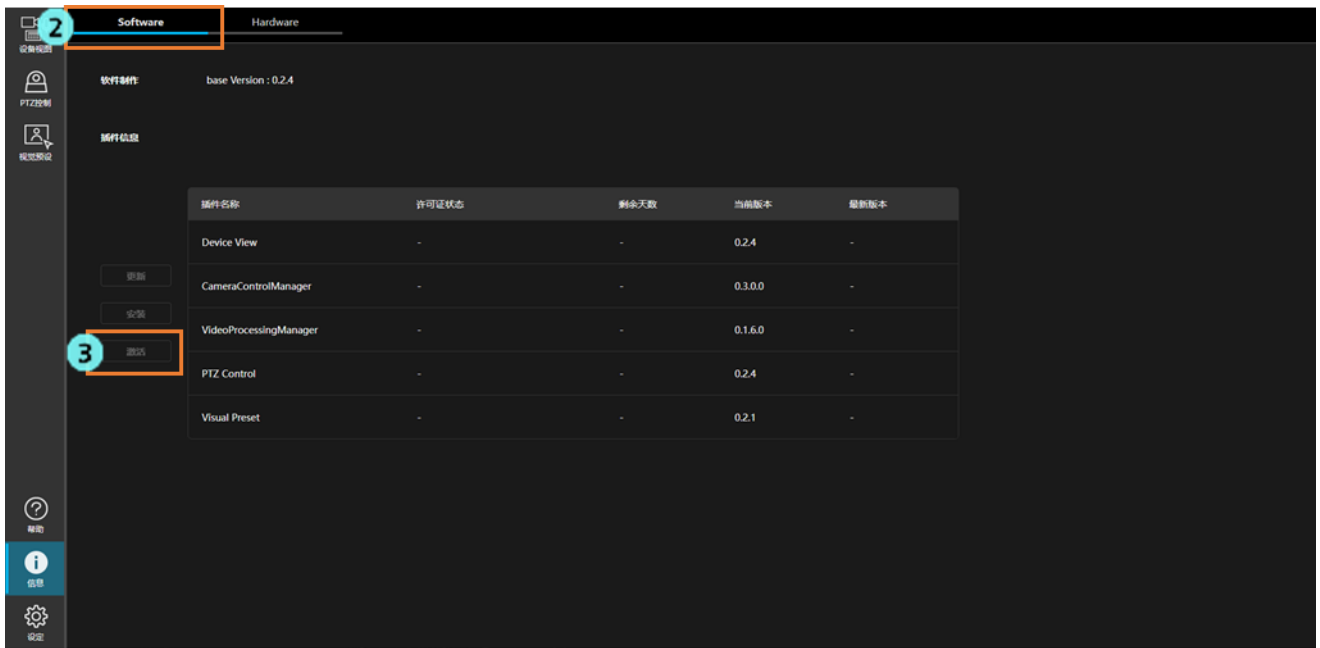 2
Software
Hardware
设备视图
PTZ控制
视觉预设
软件制作
base Version : 0.2.4
插件信息
插件名称 许可证状态 剩余天数 当前版本 最新版本
Device View - - 0.2.4 -
更新
CameraControlManager - - 0.3.0.0 -
安装
VideoProcessingManager - - 0.1.6.0 -
3
激活
PTZ Control - - 0.2.4 -
Visual Preset - - 0.2.1 -
帮助
信息
设定